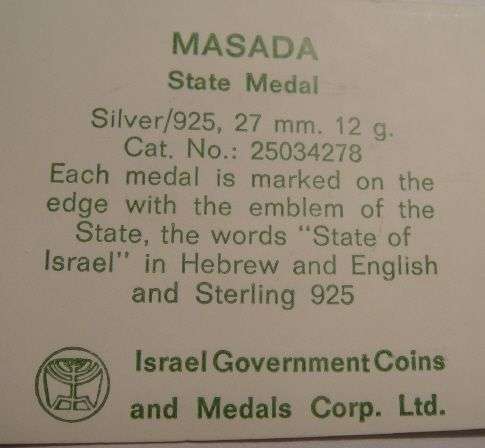 MASADA
State Medal
Silver/925, 27 mm. 12 g.
Cat. No.: 25034278
Each medal is marked on the
edge with the emblem of the
State, the words "State of
Israel" in Hebrew and English
and Sterling 925
Israel Government Coins
and Medals Corp. Ltd.